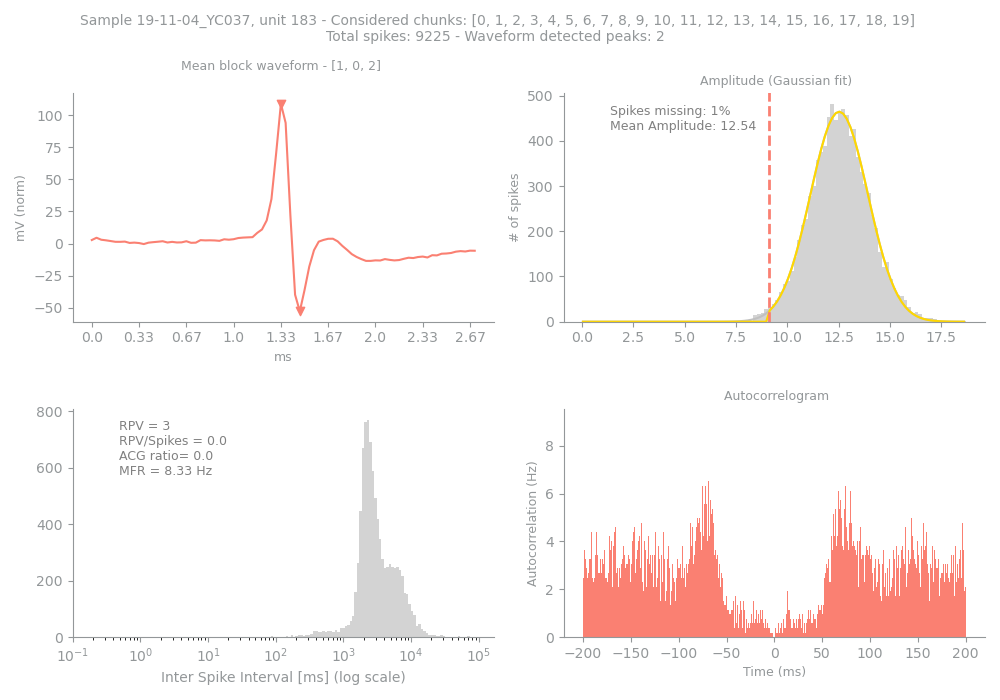 Sample 19-11-04_YC037, unit 183 - Considered chunks: [0, 1, 2, 3, 4, 5, 6, 7, 8, 9, 10, 11, 12, 13, 14, 15, 16, 17, 18, 19]
Total spikes: 9225 - Waveform detected peaks: 2
Mean block waveform - [1, 0, 2]
mV (norm)
100
75
50
25
0
−25
−50
0.0 0.33 0.67 1.0 1.33 1.67 2.0 2.33 2.67
ms
Amplitude (Gaussian fit)
Spikes missing: 1%
Mean Amplitude: 12.54
# of spikes
500
400
300
200
100
0
0.0 2.5 5.0 7.5 10.0 12.5 15.0 17.5
RPV = 3
RPV/Spikes = 0.0
ACG ratio= 0.0
MFR = 8.33 Hz
800
600
400
200
0
10⁻¹ 10⁰ 10¹ 10² 10³ 10⁴ 10⁵
Inter Spike Interval [ms] (log scale)
Autocorrelogram
Autocorrelation (Hz)
8
6
4
2
0
−200 −150 −100 −50 0 50 100 150 200
Time (ms)